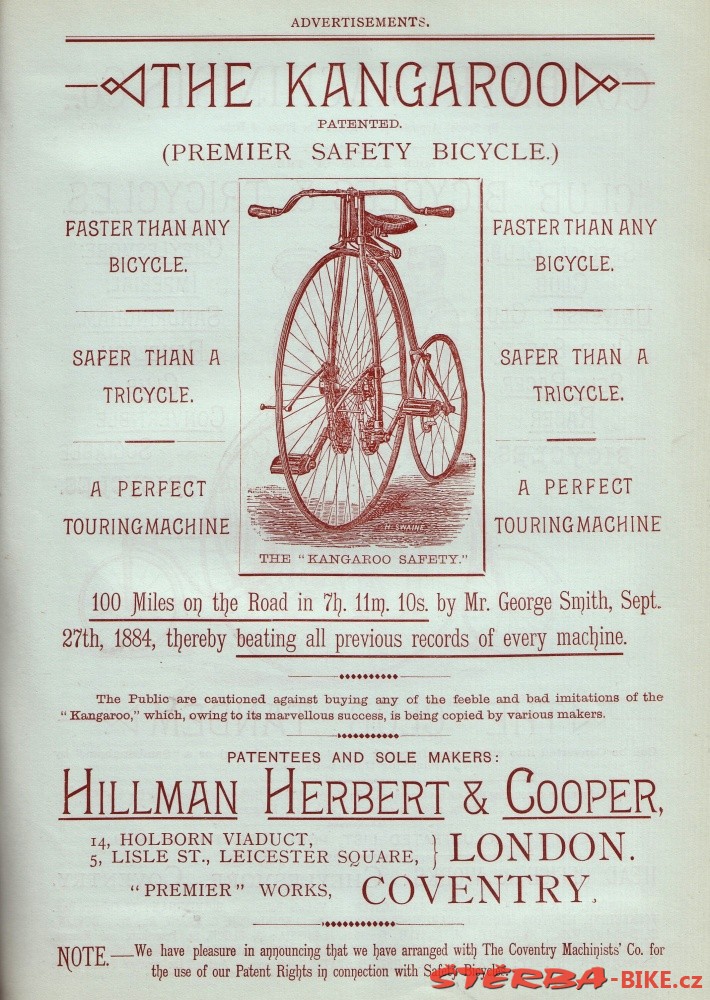 ADVERTISEMENTS.
THE KANGAROO
PATENTED.
(PREMIER SAFETY BICYCLE.)
FASTER THAN ANY
BICYCLE.
SAFER THAN A
TRICYCLE.
A PERFECT
TOURING MACHINE
FASTER THAN ANY
BICYCLE.
SAFER THAN A
TRICYCLE.
A PERFECT
TOURING MACHINE
H. SWAINE
THE "KANGAROO SAFETY."
100 Miles on the Road in 7h. 11m. 10s. by Mr. George Smith, Sept.
27th, 1884, thereby beating all previous records of every machine.
The Public are cautioned against buying any of the feeble and bad imitations of the
"Kangaroo," which, owing to its marvellous success, is being copied by various makers.
PATENTEES AND SOLE MAKERS:
HILLMAN HERBERT & COOPER,
14, HOLBORN VIADUCT,
5, LISLE ST., LEICESTER SQUARE, } LONDON.
"PREMIER" WORKS, COVENTRY.
NOTE.—We have pleasure in announcing that we have arranged with The Coventry Machinists' Co. for
the use of our Patent Rights in connection with Safety Bicycle.
STERBA-BIKE.cz